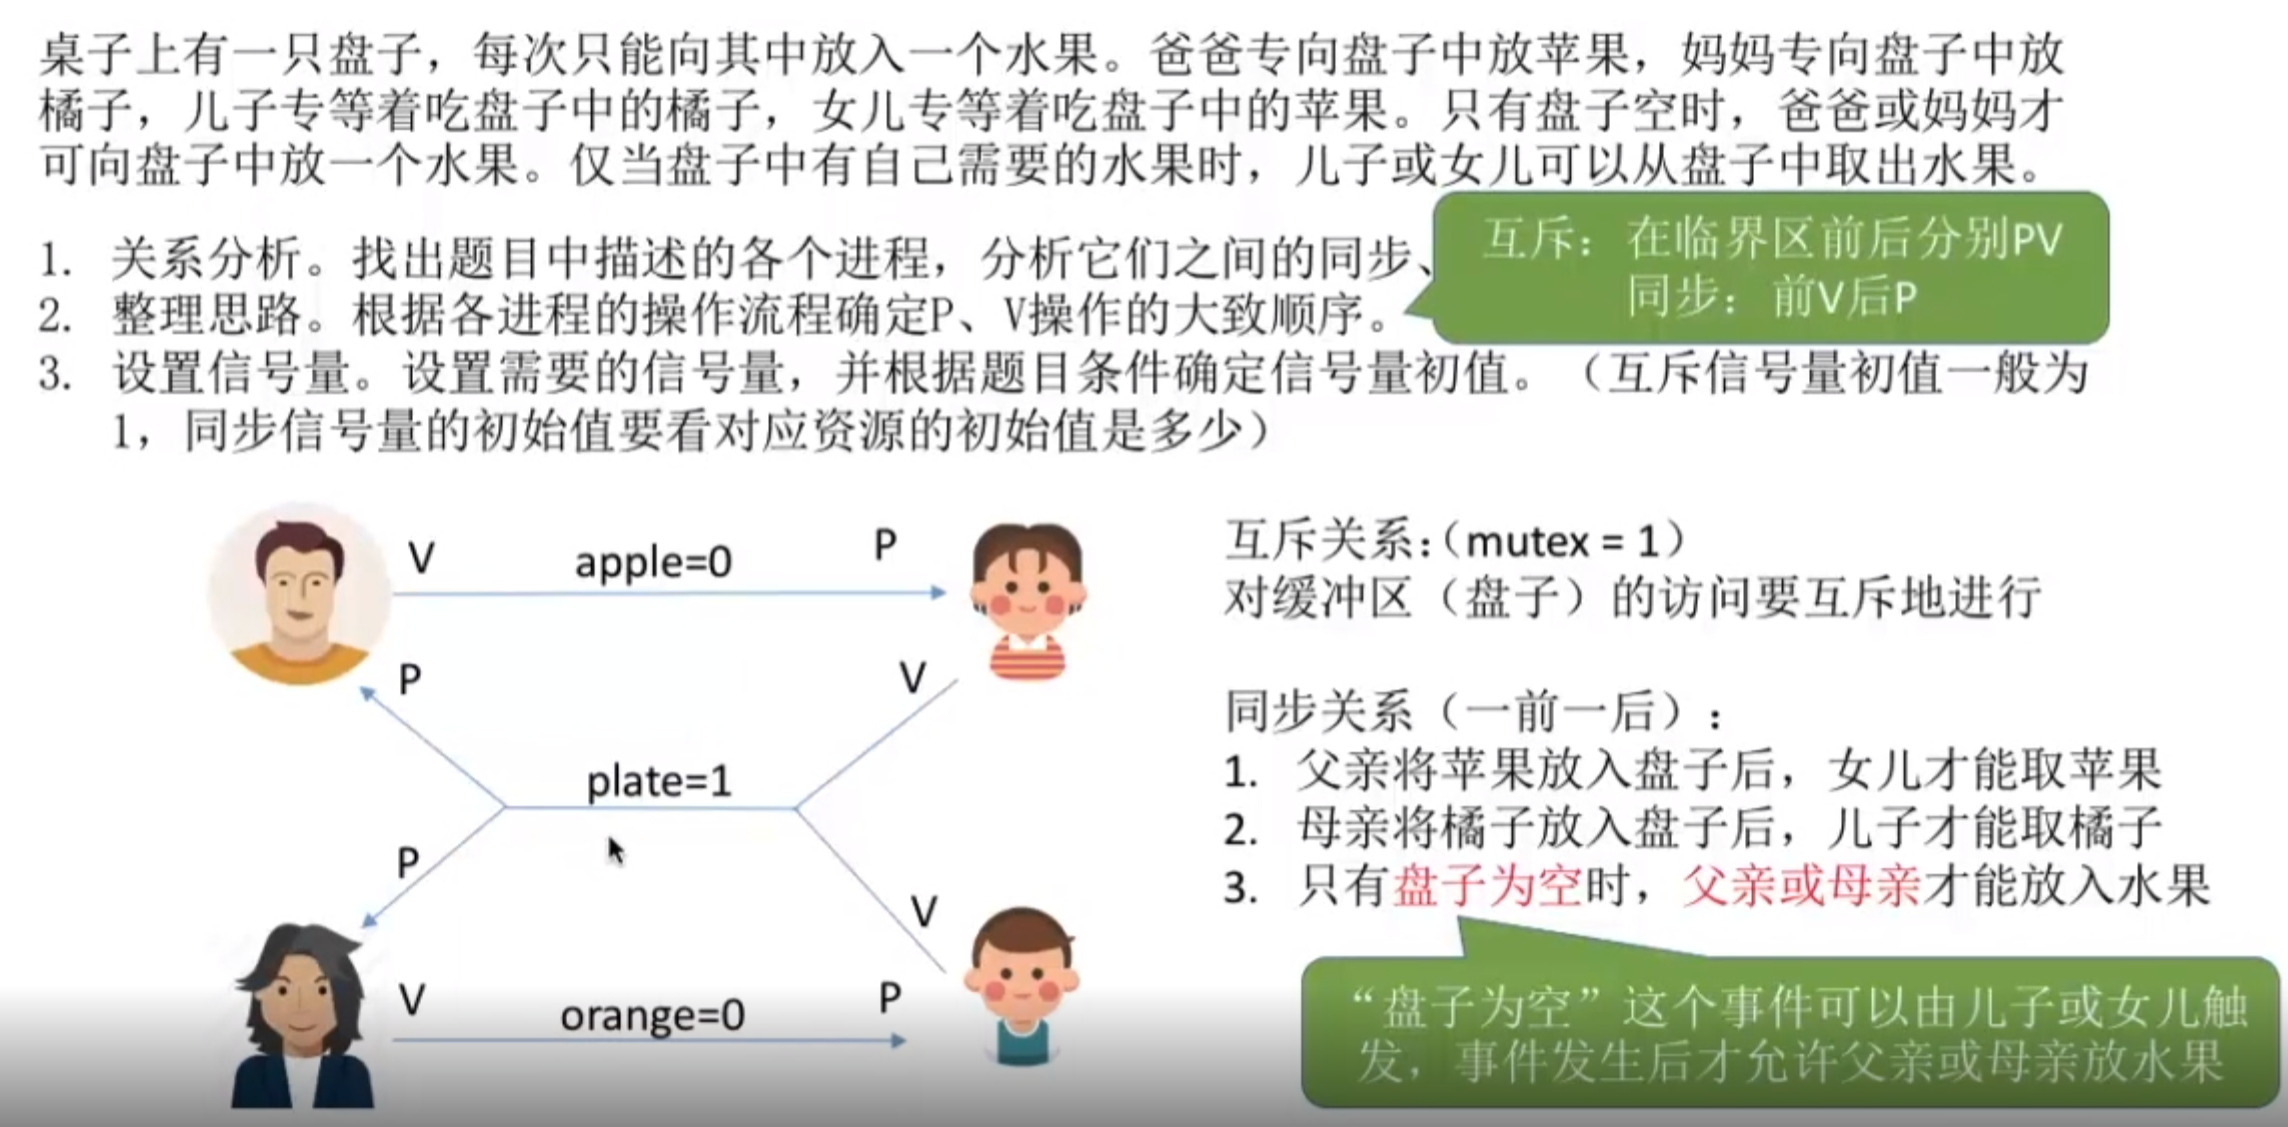 桌子上有一只盘子，每次只能向其中放入一个水果。爸爸专向盘子中放苹果，妈妈专向盘子中放
橘子，儿子专等着吃盘子中的橘子，女儿专等着吃盘子中的苹果。只有盘子空时，爸爸或妈妈才
可向盘子中放一个水果。仅当盘子中有自己需要的水果时，儿子或女儿可以从盘子中取出水果。
1. 关系分析。找出题目中描述的各个进程，分析它们之间的同步、
2. 整理思路。根据各进程的操作流程确定P、V操作的大致顺序。
3. 设置信号量。设置需要的信号量，并根据题目条件确定信号量初值。（互斥信号量初值一般为
1，同步信号量的初始值要看对应资源的初始值是多少）
互斥：在临界区前后分别PV
同步：前V后P
V apple=0 P
P V
plate=1
P V
V orange=0 P
互斥关系：（mutex = 1）
对缓冲区（盘子）的访问要互斥地进行
同步关系（一前一后）：
1. 父亲将苹果放入盘子后，女儿才能取苹果
2. 母亲将橘子放入盘子后，儿子才能取橘子
3. 只有盘子为空时，父亲或母亲才能放入水果
“盘子为空”这个事件可以由儿子或女儿触
发，事件发生后才允许父亲或母亲放水果